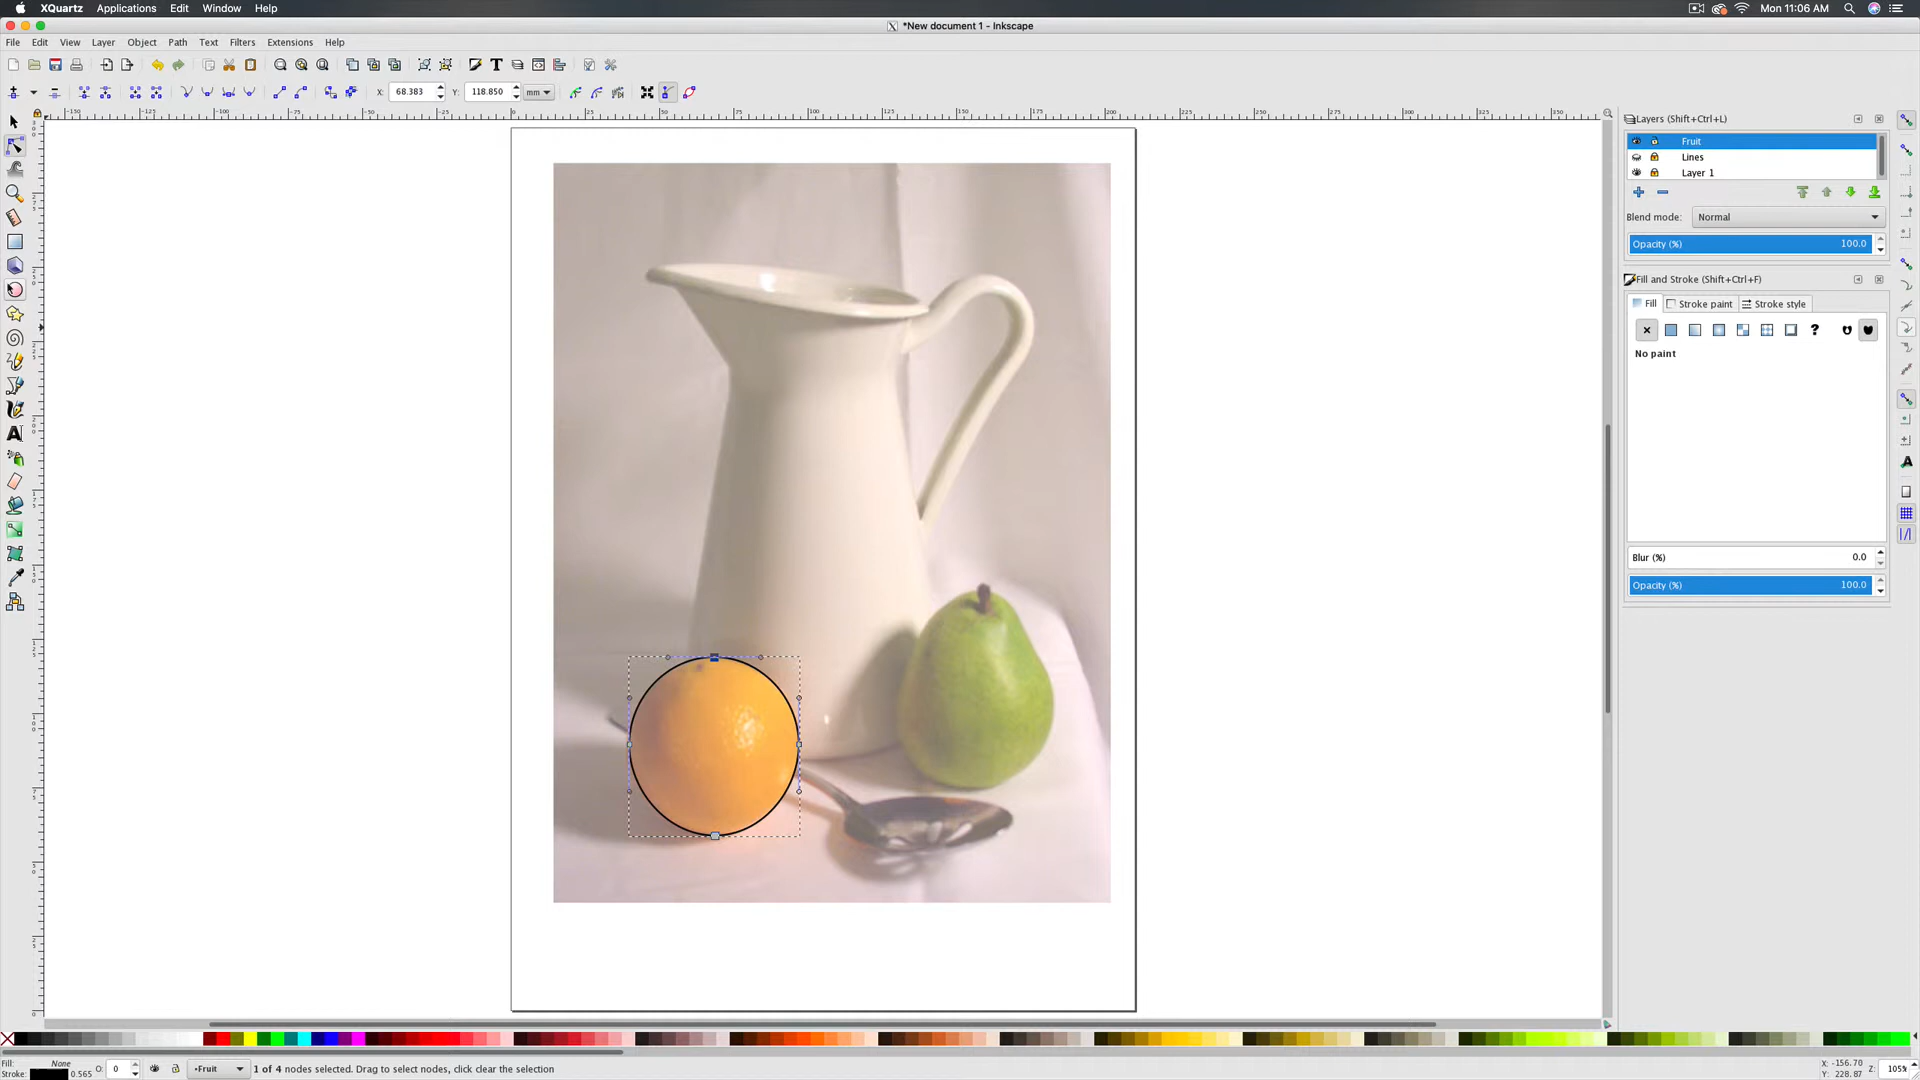 XQuartz Applications Edit Window Help Mon 11:06 AM
*New document 1 - Inkscape
File Edit View Layer Object Path Text Filters Extensions Help
X: 68.383 Y: 118.850 mm
Layers (Shift+Ctrl+L)
Fruit
Lines
Layer 1
Blend mode: Normal
Opacity (%) 100.0
Fill and Stroke (Shift+Ctrl+F)
Fill Stroke paint Stroke style
No paint
Blur (%) 0.0
Opacity (%) 100.0
Fill: None
Stroke: 0.565 O: 0 •Fruit 1 of 4 nodes selected. Drag to select nodes, click clear the selection
X: -156.70
Y: 228.87
Z: 105%